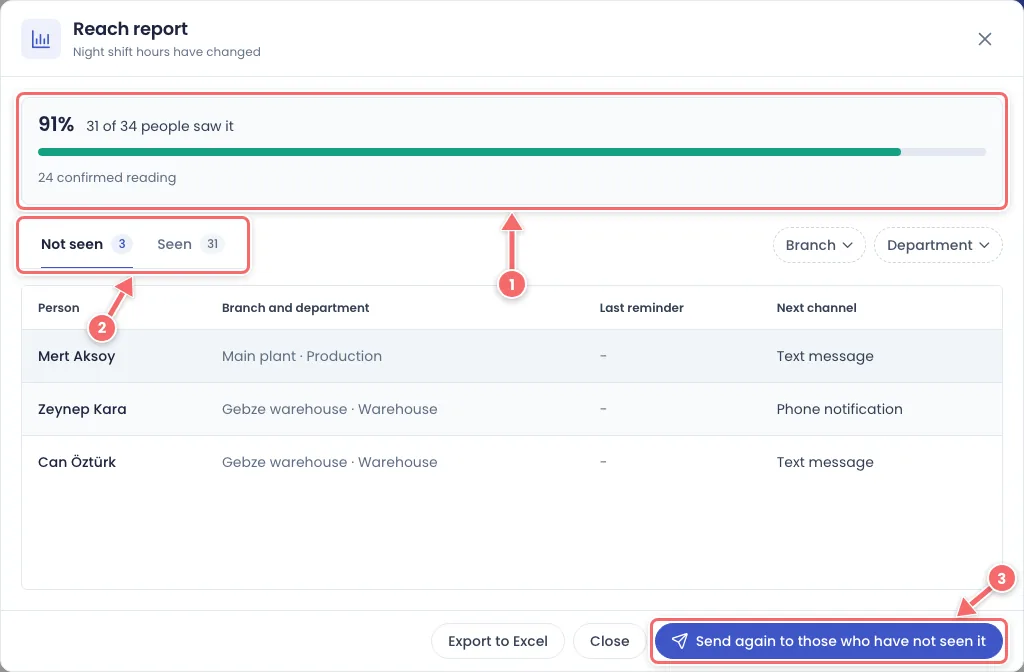 Reach report
Night shift hours have changed
91% 31 of 34 people saw it
24 confirmed reading
Not seen 3 Seen 31 Branch Department
1
2
Person Branch and department Last reminder Next channel
Mert Aksoy Main plant · Production - Text message
Zeynep Kara Gebze warehouse · Warehouse - Phone notification
Can Öztürk Gebze warehouse · Warehouse - Text message
3
Export to Excel Close Send again to those who have not seen it